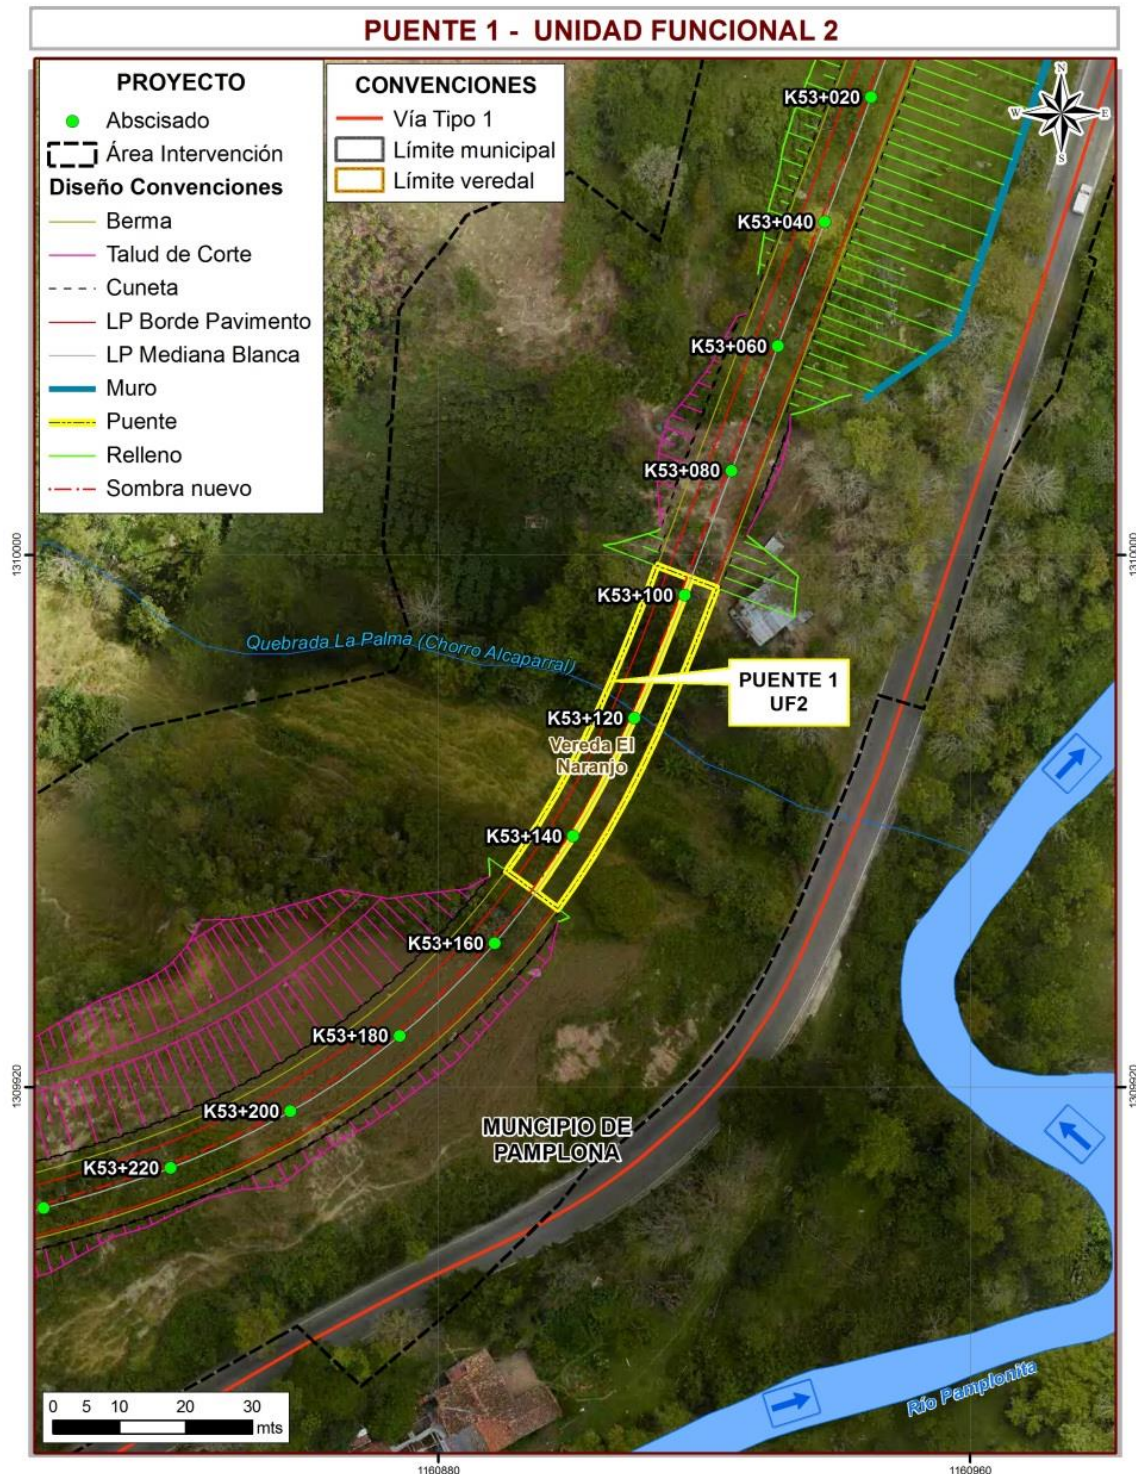 PUENTE 1 - UNIDAD FUNCIONAL 2
PROYECTO
Abscisado
Área Intervención
Diseño Convenciones
Berma
Talud de Corte
Cuneta
LP Borde Pavimento
LP Mediana Blanca
Muro
Puente
Relleno
Sombra nuevo
CONVENCIONES
Vía Tipo 1
Límite municipal
Límite veredal
N
W
E
S
K53+020
K53+040
K53+060
K53+080
1310000
1310000
K53+100
Quebrada La Palma (Chorro Alcaparral)
PUENTE 1
UF2
K53+120
Vereda El
Naranjo
K53+140
K53+160
K53+180
1309920
1309920
K53+200
MUNCIPIO DE
PAMPLONA
K53+220
Río Pamplonita
0 5 10 20 30
mts
1160880
1160960